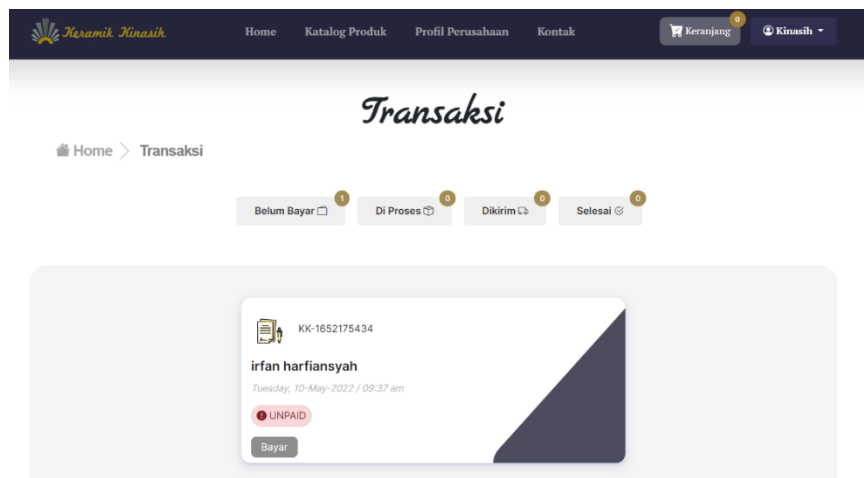 Keramik Kinasih Home Katalog Produk Profil Perusahaan Kontak Keranjang 0 Kinasih
Transaksi
Home Transaksi
Belum Bayar 1 Di Proses 0 Dikirim 0 Selesai 0
KK-1652175434
irfan harfiansyah
Tuesday, 10-May-2022 / 09:37 am
UNPAID
Bayar